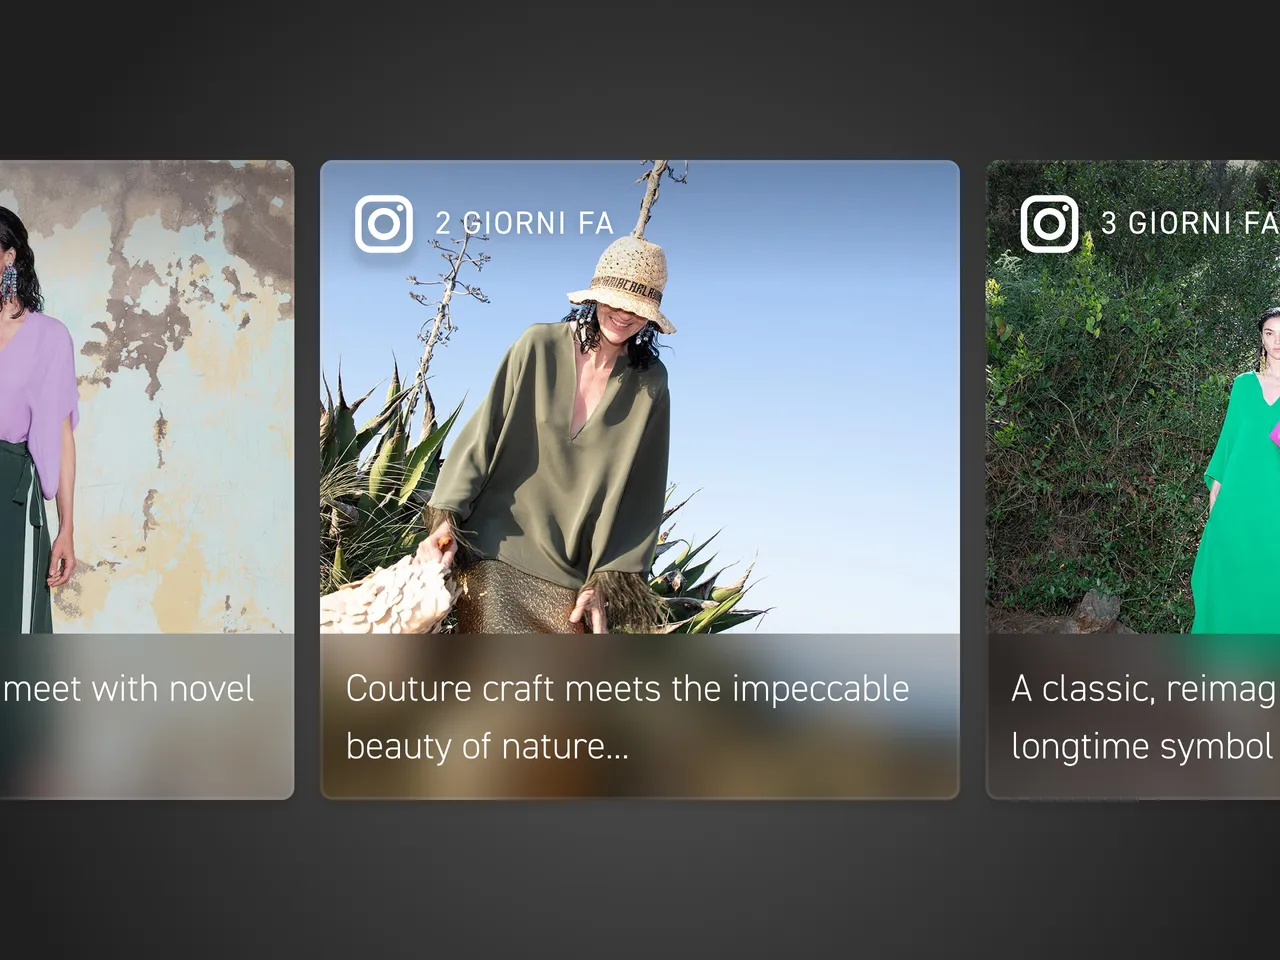 meet with novel
2 GIORNI FA
Couture craft meets the impeccable
beauty of nature...
3 GIORNI FA
A classic, reimag
longtime symbol